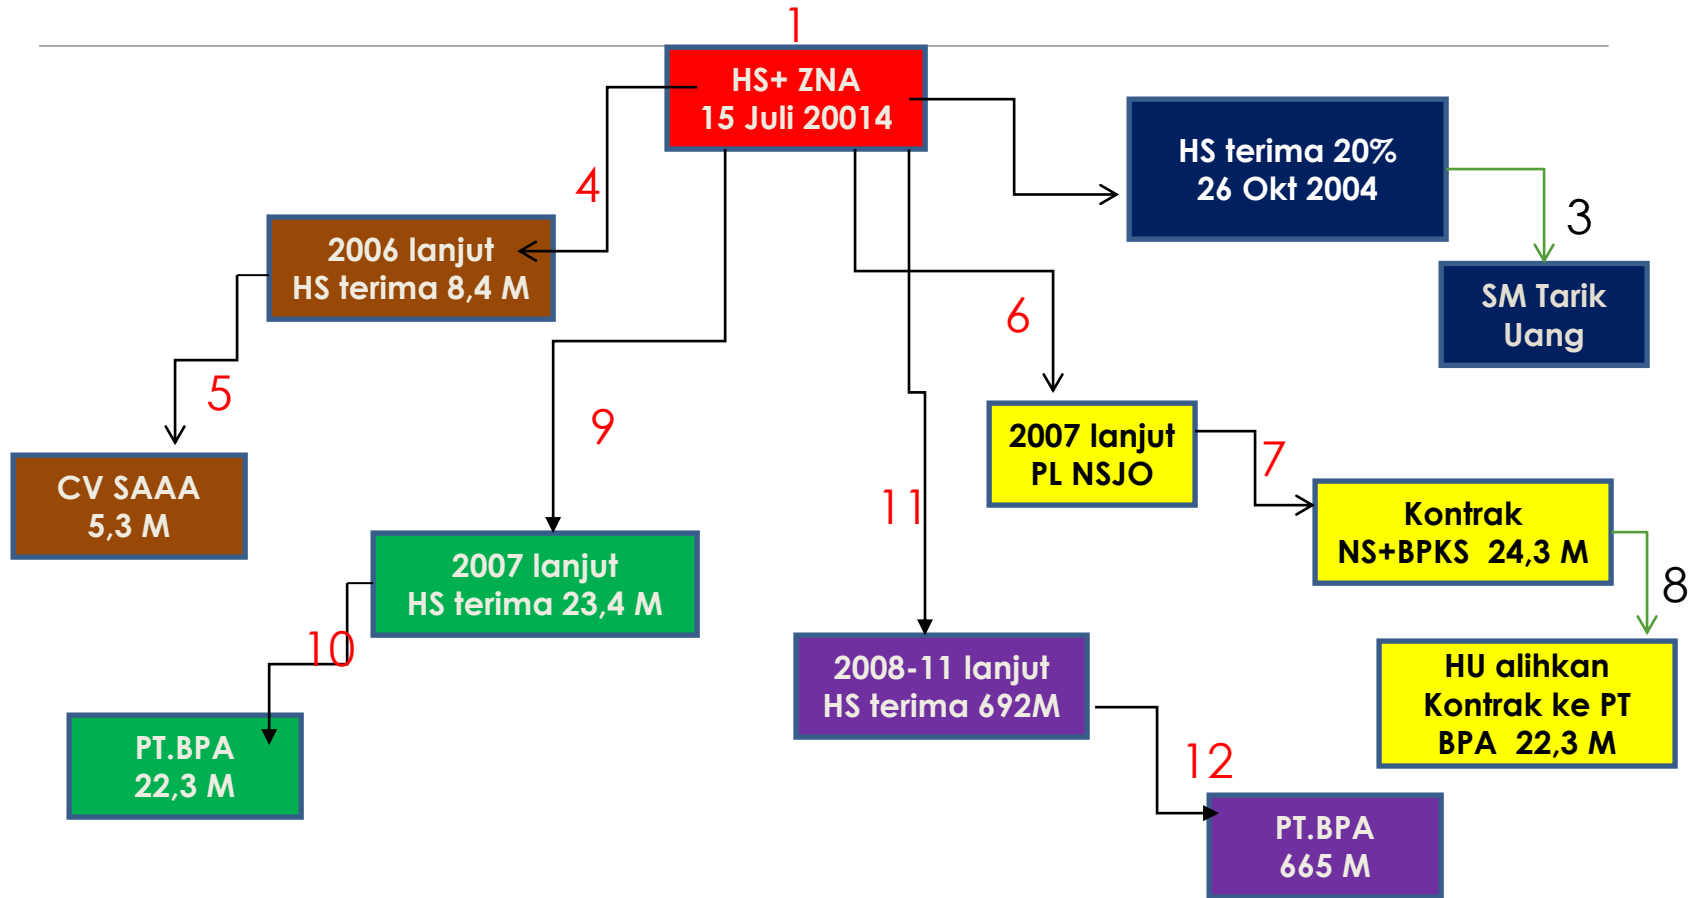 1
HS+ ZNA
15 Juli 20014
HS terima 20%
26 Okt 2004
3
SM Tarik
Uang
4
2006 lanjut
HS terima 8,4 M
5
CV SAAA
5,3 M
6
2007 lanjut
PL NSJO
7
Kontrak
NS+BPKS  24,3 M
8
HU alihkan
Kontrak ke PT
BPA  22,3 M
9
2007 lanjut
HS terima 23,4 M
10
PT.BPA
22,3 M
11
2008-11 lanjut
HS terima 692M
12
PT.BPA
665 M